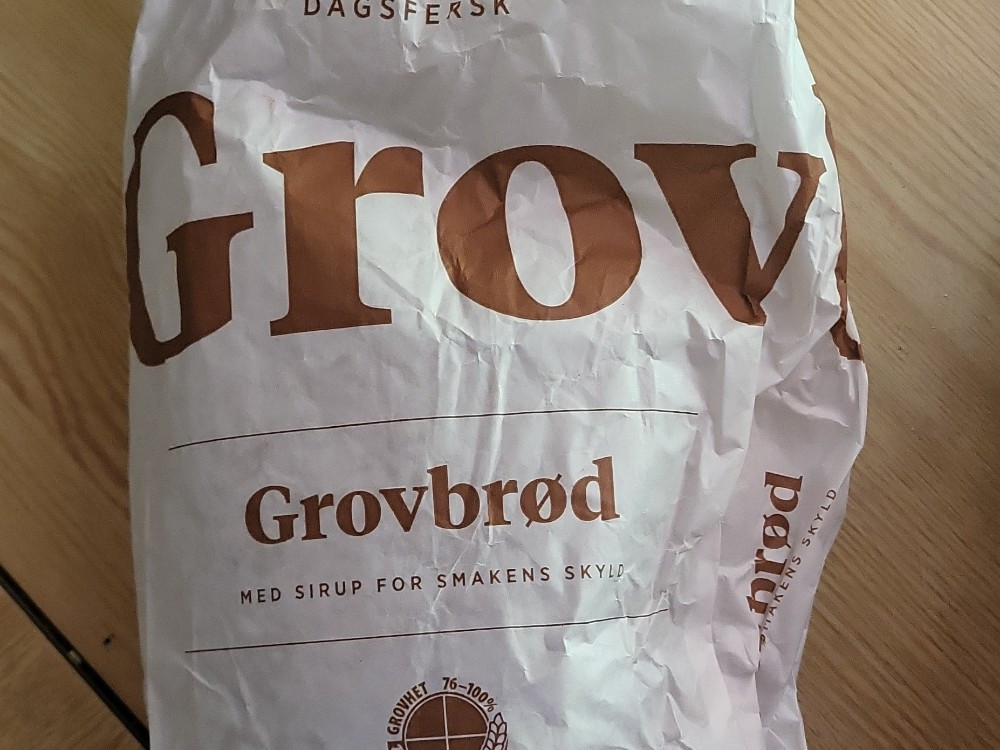 DAGSFERSK
Grov
Grovbrød
MED SIRUP FOR SMAKENS SKYLD
GROVHET 76-100%
brød
SMAKENS SKYLD